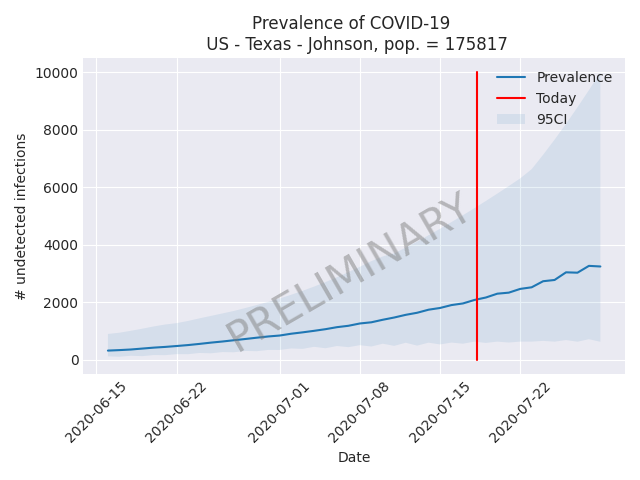 Prevalence of COVID-19
US - Texas - Johnson, pop. = 175817
10000
8000
6000
4000
2000
0
# undetected infections
Prevalence
Today
95CI
PRELIMINARY
2020-06-15
2020-06-22
2020-07-01
2020-07-08
2020-07-15
2020-07-22
Date